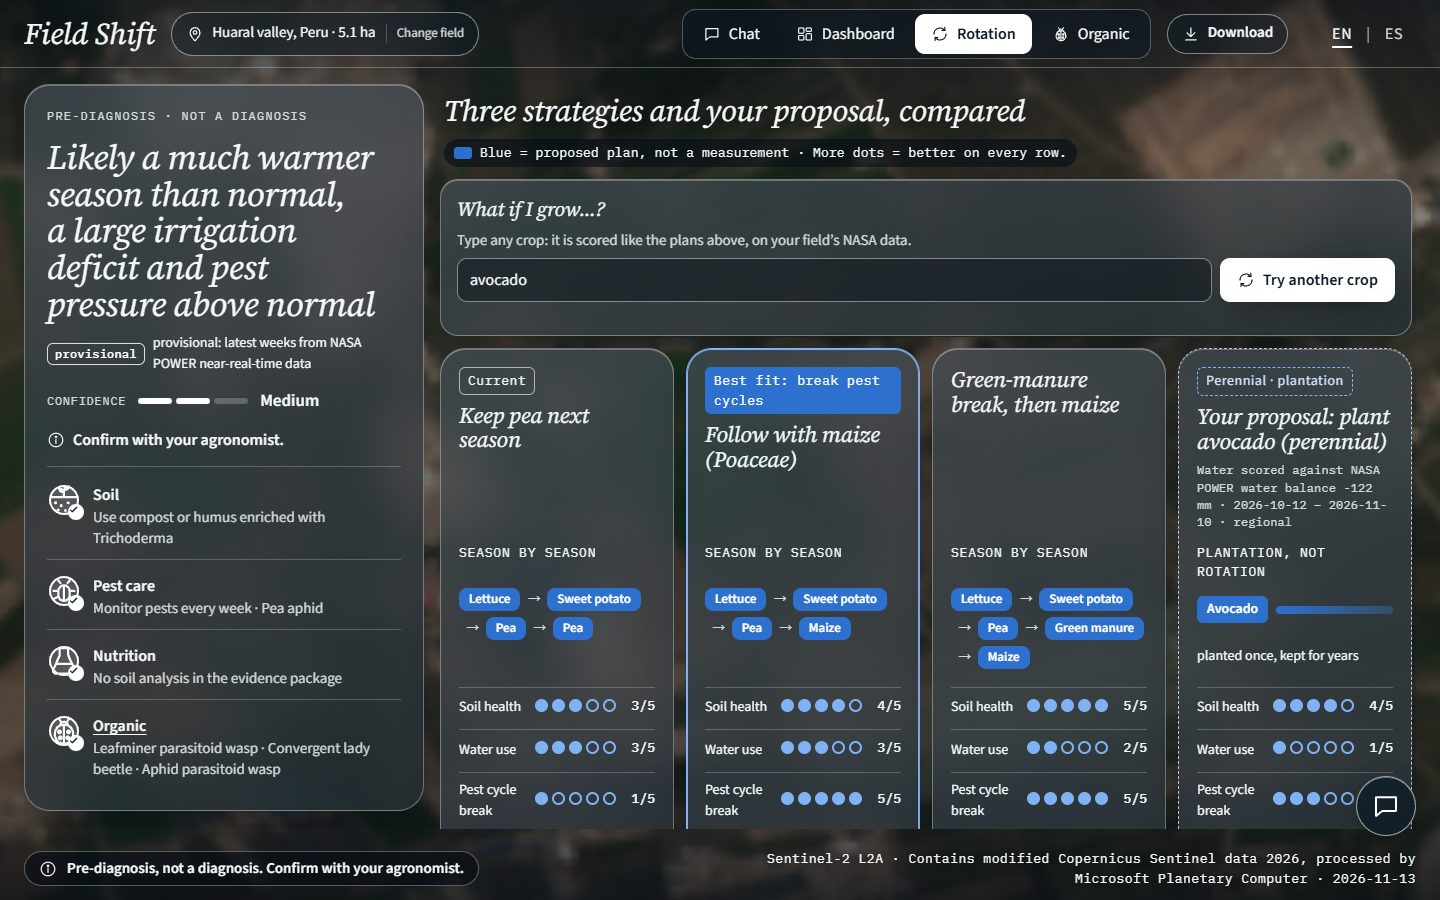 Field Shift
Huaral valley, Peru · 5.1 ha
Change field
Chat
Dashboard
Rotation
Organic
Download
EN | ES
PRE-DIAGNOSIS · NOT A DIAGNOSIS
Likely a much warmer
season than normal,
a large irrigation
deficit and pest
pressure above normal
provisional
provisional: latest weeks from NASA
POWER near-real-time data
CONFIDENCE
Medium
Confirm with your agronomist.
Soil
Use compost or humus enriched with
Trichoderma
Pest care
Monitor pests every week · Pea aphid
Nutrition
No soil analysis in the evidence package
Organic
Leafminer parasitoid wasp · Convergent lady
beetle · Aphid parasitoid wasp
Three strategies and your proposal, compared
Blue = proposed plan, not a measurement · More dots = better on every row.
What if I grow...?
Type any crop: it is scored like the plans above, on your field's NASA data.
avocado
Try another crop
Current
Keep pea next
season
SEASON BY SEASON
Lettuce → Sweet potato
→ Pea → Pea
Soil health 3/5
Water use 3/5
Pest cycle
break
1/5
Best fit: break pest
cycles
Follow with maize
(Poaceae)
SEASON BY SEASON
Lettuce → Sweet potato
→ Pea → Maize
Soil health 4/5
Water use 3/5
Pest cycle
break
5/5
Green-manure
break, then maize
SEASON BY SEASON
Lettuce → Sweet potato
→ Pea → Green manure
→ Maize
Soil health 5/5
Water use 2/5
Pest cycle
break
5/5
Perennial · plantation
Your proposal: plant
avocado (perennial)
Water scored against NASA
POWER water balance -122
mm · 2026-10-12 – 2026-11-
10 · regional
PLANTATION, NOT
ROTATION
Avocado
planted once, kept for years
Soil health 4/5
Water use 1/5
Pest cycle
break
Pre-diagnosis, not a diagnosis. Confirm with your agronomist.
Sentinel-2 L2A · Contains modified Copernicus Sentinel data 2026, processed by
Microsoft Planetary Computer · 2026-11-13